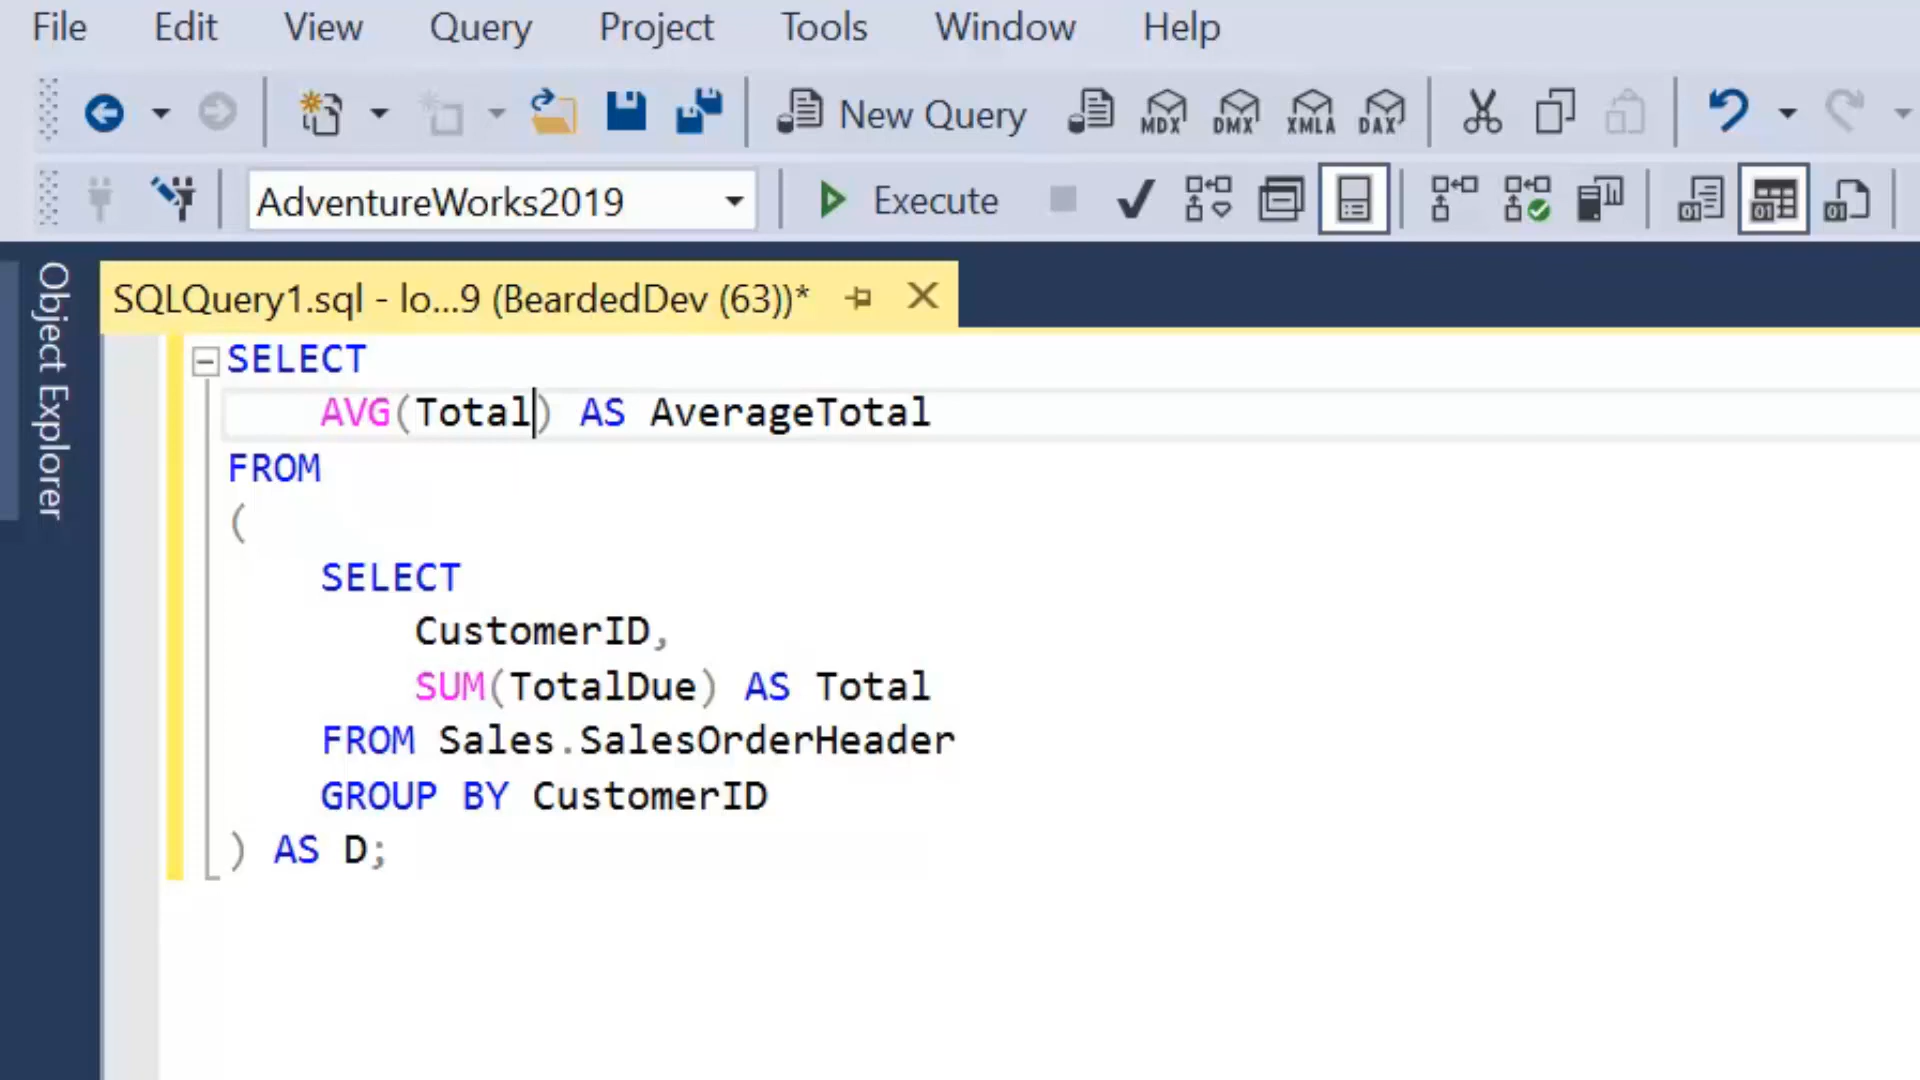 File Edit View Query Project Tools Window Help
New Query MDX DMX XMLA DAX
AdventureWorks2019 Execute
Object Explorer
SQLQuery1.sql - lo...9 (BeardedDev (63))*
SELECT
AVG(Total) AS AverageTotal
FROM
(
SELECT
CustomerID,
SUM(TotalDue) AS Total
FROM Sales.SalesOrderHeader
GROUP BY CustomerID
) AS D;